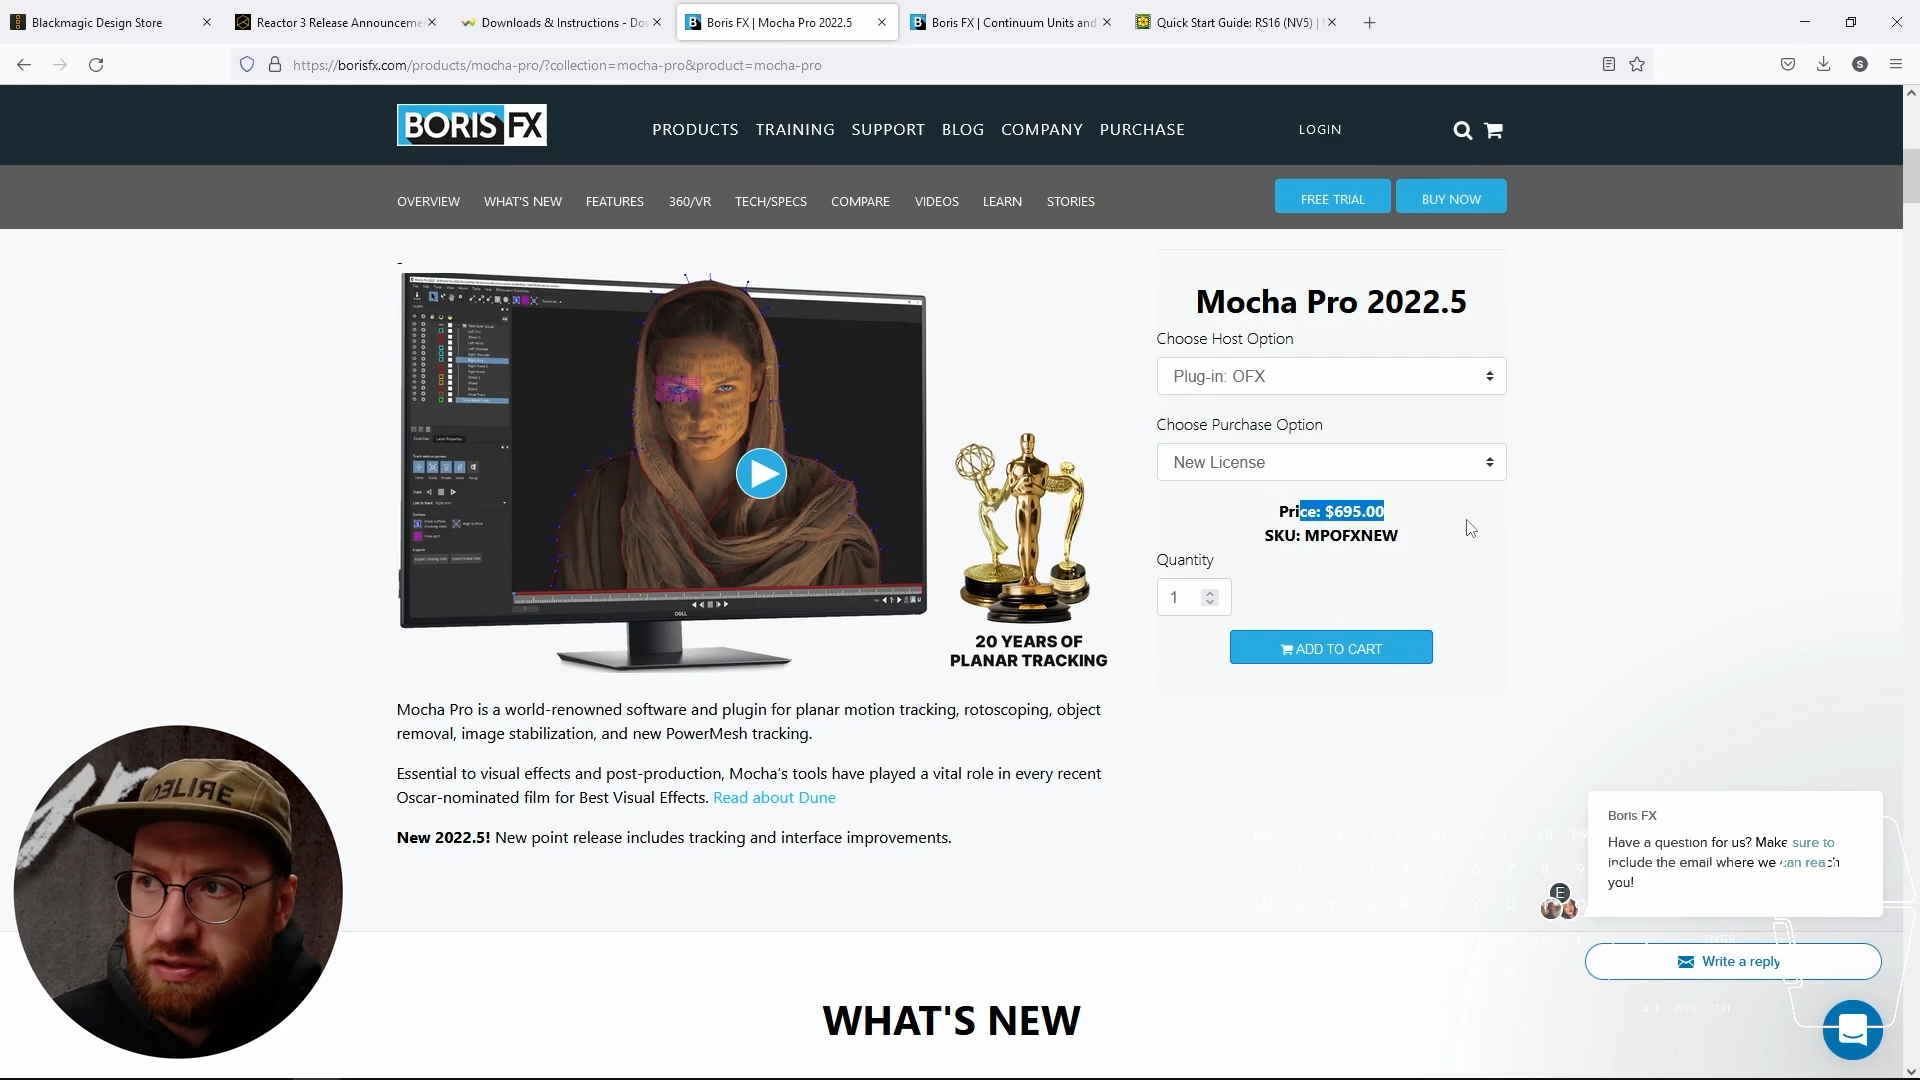 Blackmagic Design Store
Reactor 3 Release Announceme
Downloads & Instructions - Dov
Boris FX | Mocha Pro 2022.5
Boris FX | Continuum Units and
Quick Start Guide: RS16 (NV5) |
https://borisfx.com/products/mocha-pro/?collection=mocha-pro&product=mocha-pro
S
BORIS FX
PRODUCTS TRAINING SUPPORT BLOG COMPANY PURCHASE
LOGIN
OVERVIEW WHAT'S NEW FEATURES 360/VR TECH/SPECS COMPARE VIDEOS LEARN STORIES
FREE TRIAL
BUY NOW
-
Mocha Pro 2022.5
Choose Host Option
Plug-in: OFX
Choose Purchase Option
New License
Price: $695.00
SKU: MPOFXNEW
Quantity
1
ADD TO CART
DELL
20 YEARS OF
PLANAR TRACKING
Mocha Pro is a world-renowned software and plugin for planar motion tracking, rotoscoping, object
removal, image stabilization, and new PowerMesh tracking.
Essential to visual effects and post-production, Mocha's tools have played a vital role in every recent
Oscar-nominated film for Best Visual Effects. Read about Dune
New 2022.5! New point release includes tracking and interface improvements.
Boris FX
Have a question for us? Make sure to
include the email where we can reach
you!
E
Write a reply
ENTER
ALT WIN CTRL
WHAT'S NEW